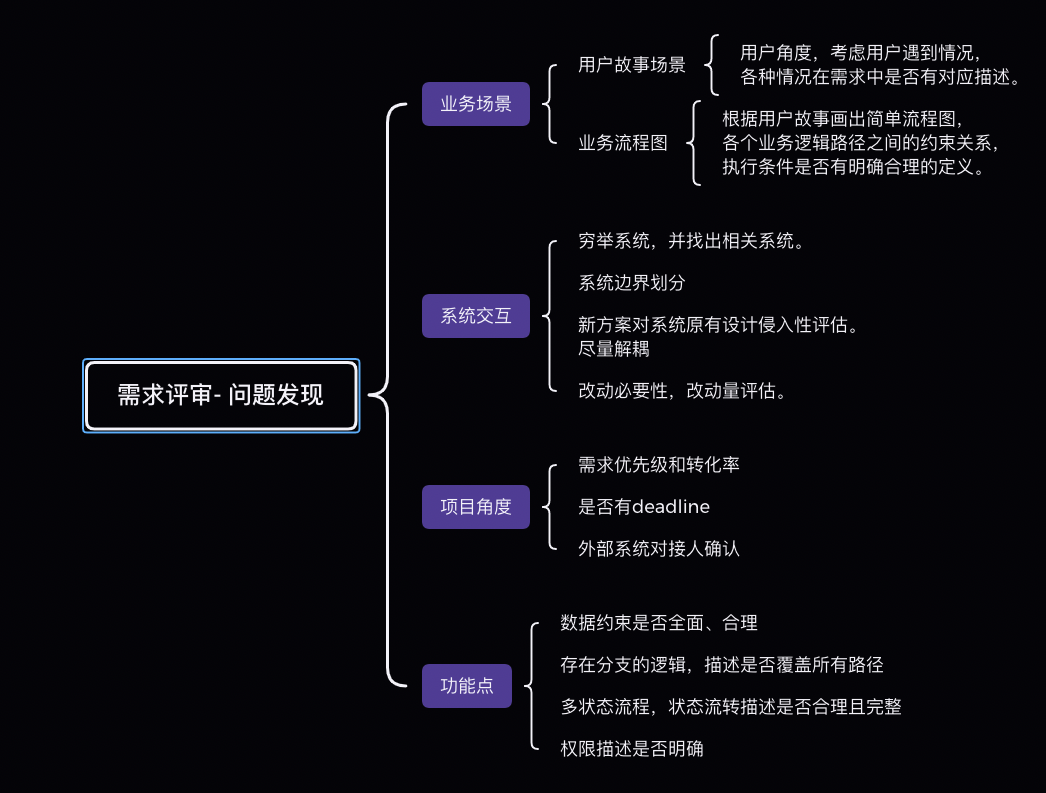 需求评审- 问题发现
业务场景
用户故事场景
用户角度，考虑用户遇到情况，
各种情况在需求中是否有对应描述。
业务流程图
根据用户故事画出简单流程图，
各个业务逻辑路径之间的约束关系，
执行条件是否有明确合理的定义。
系统交互
穷举系统，并找出相关系统。
系统边界划分
新方案对系统原有设计侵入性评估。
尽量解耦
改动必要性，改动量评估。
项目角度
需求优先级和转化率
是否有deadline
外部系统对接人确认
功能点
数据约束是否全面、合理
存在分支的逻辑，描述是否覆盖所有路径
多状态流程，状态流转描述是否合理且完整
权限描述是否明确